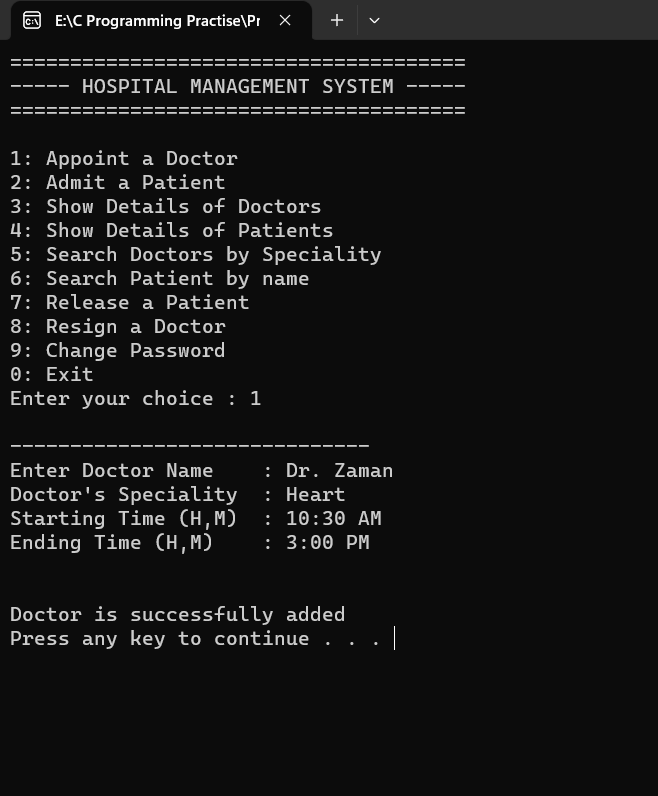 E:\C Programming Practise\Pr
======================================
----- HOSPITAL MANAGEMENT SYSTEM -----
======================================
1: Appoint a Doctor
2: Admit a Patient
3: Show Details of Doctors
4: Show Details of Patients
5: Search Doctors by Speciality
6: Search Patient by name
7: Release a Patient
8: Resign a Doctor
9: Change Password
0: Exit
Enter your choice : 1
------------------------------
Enter Doctor Name    : Dr. Zaman
Doctor's Speciality  : Heart
Starting Time (H,M)  : 10:30 AM
Ending Time (H,M)    : 3:00 PM
Doctor is successfully added
Press any key to continue . . .